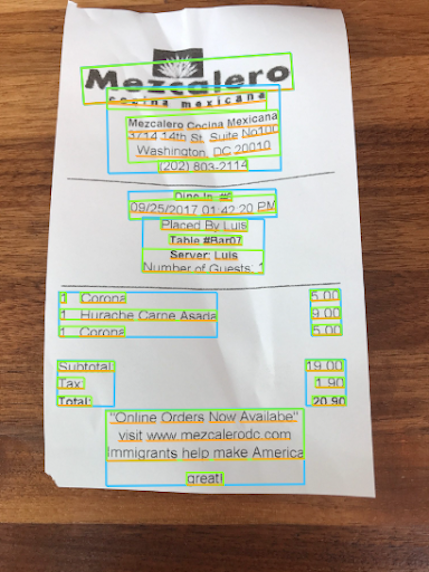 Mezcalero
cocina mexicana
Mezcalero Cocina Mexicana
3714 14th St, Suite No100
Washington, DC 20010
(202) 803-2114
Dine In #5
09/25/2017 01:42:20 PM
Placed By Luis
Table #Bar07
Server: Luis
Number of Guests: 1
1 Corona 5.00
1 Hurache Carne Asada 9.00
1 Corona 5.00
Subtotal: 19.00
Tax: 1.90
Total: 20.90
"Online Orders Now Availabe"
visit www.mezcalerodc.com
Immigrants help make America
great!